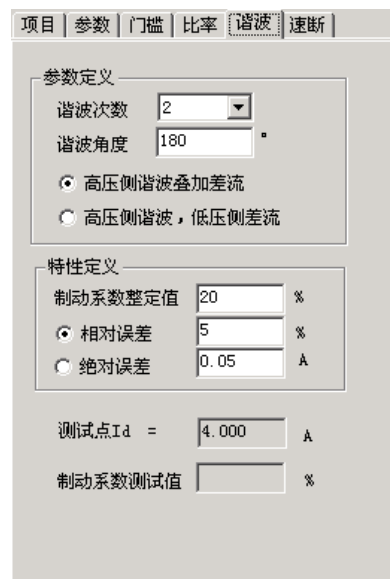 项目 参数 门槛 比率 谐波 速断
参数定义
谐波次数 2
谐波角度 180 °
高压侧谐波叠加差流
高压侧谐波，低压侧差流
特性定义
制动系数整定值 20 %
相对误差 5 %
绝对误差 0.05 A
测试点Id = 4.000 A
制动系数测试值 %